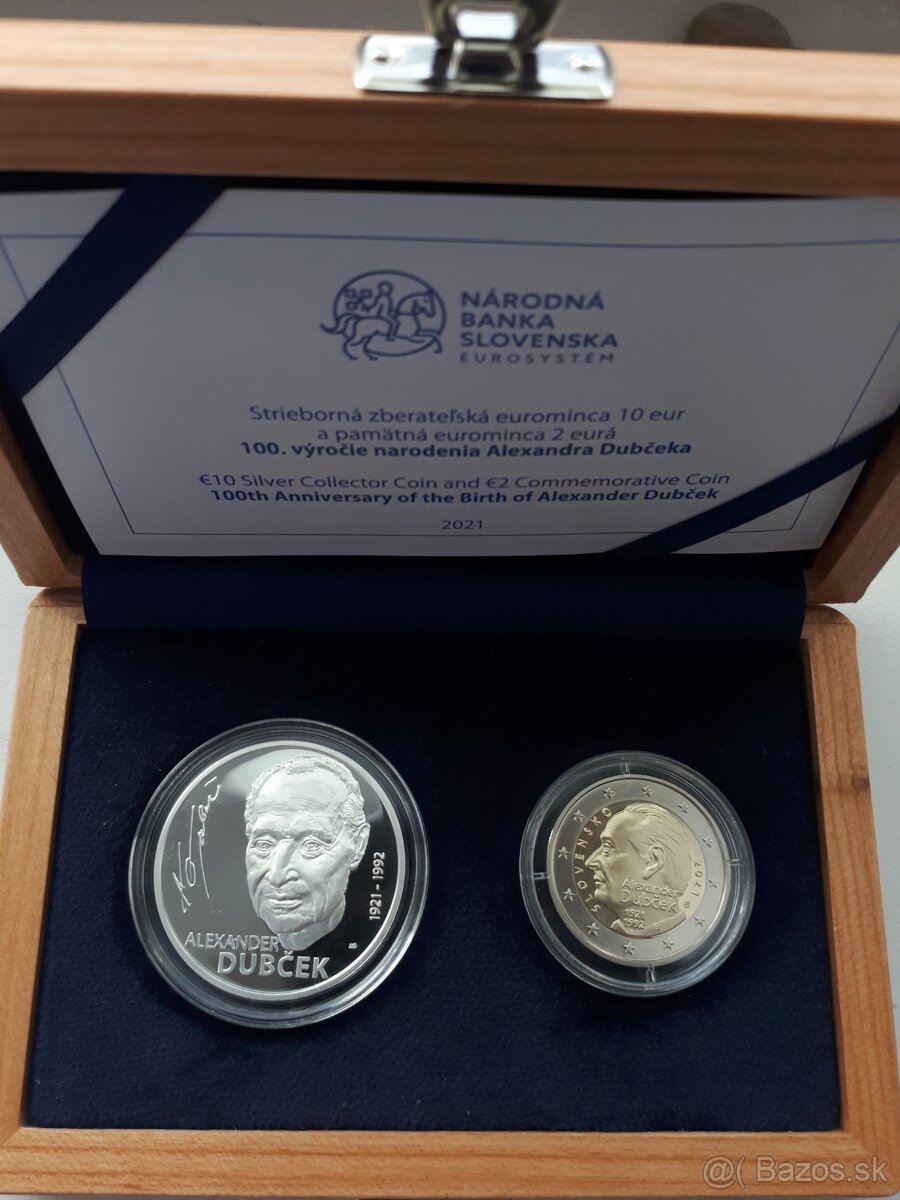 NÁRODNÁ
BANKA
SLOVENSKA
EUROSYSTÉM
Strieborná zberateľská eurominca 10 eur
a pamätná eurominca 2 eurá
100. výročie narodenia Alexandra Dubčeka
€10 Silver Collector Coin and €2 Commemorative Coin
100th Anniversary of the Birth of Alexander Dubček
2021
1921-1992
ALEXANDER
DUBČEK
SLOVENSKO
2021
Alexander
Dubček
1921
1992
@( Bazos.sk